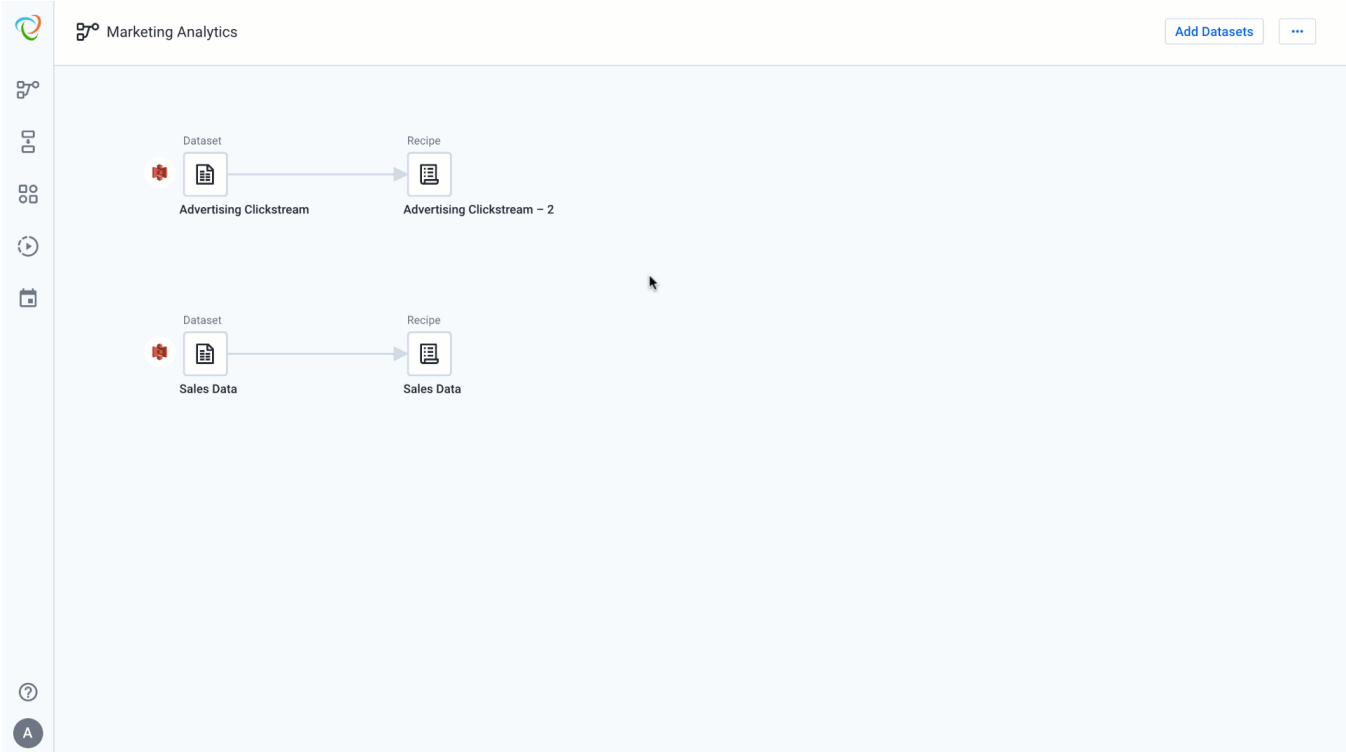 Marketing Analytics
Add Datasets
...
Dataset
Recipe
Advertising Clickstream
Advertising Clickstream – 2
Dataset
Recipe
Sales Data
Sales Data
A